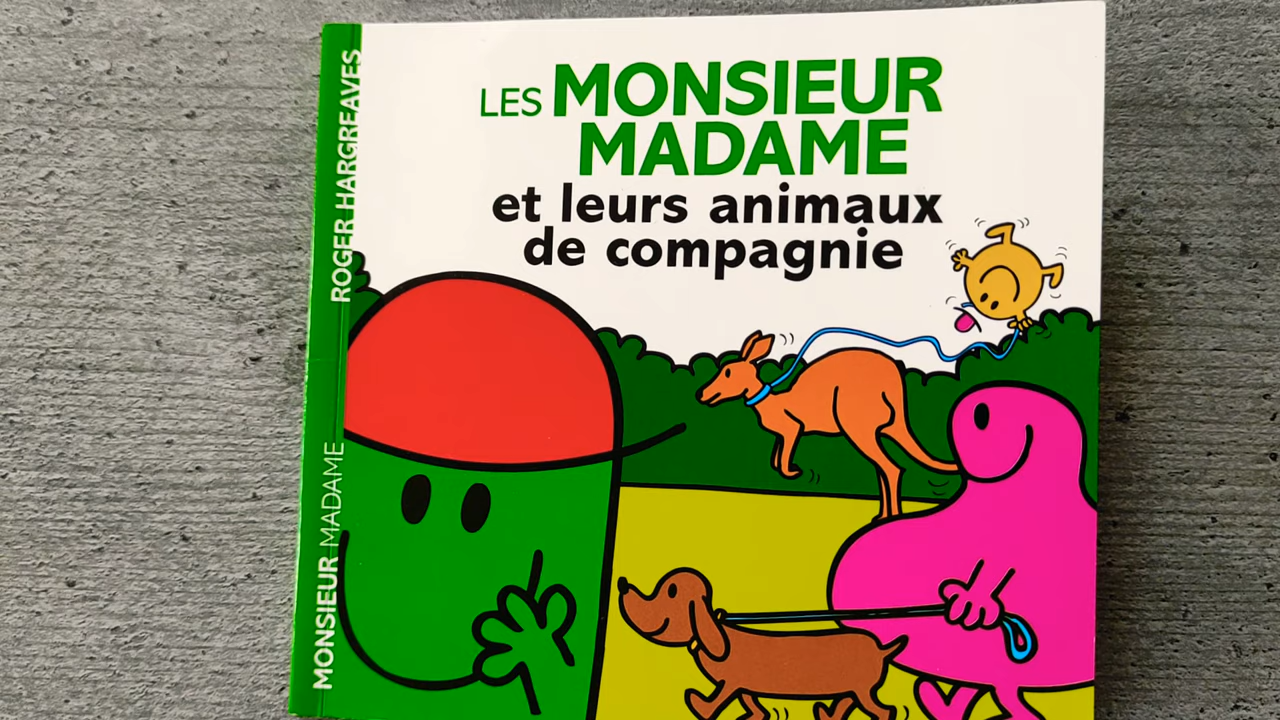 LES MONSIEUR
MADAME
et leurs animaux
de compagnie
ROGER HARGREAVES
MONSIEUR MADAME